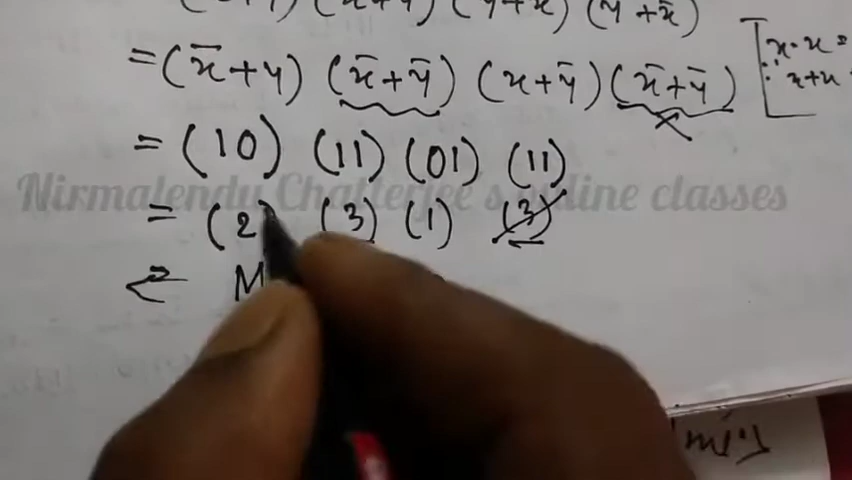 (x+y) (y+x) (y+x̄)
=(x̄+y) (x̄+ȳ) (x+ȳ) (x̄+ȳ) [∵ x·x=
x+x
= (10) (11) (01) (11)
Nirmalendu Chatterjee's online classes
= (2) (3) (1) (3)
M